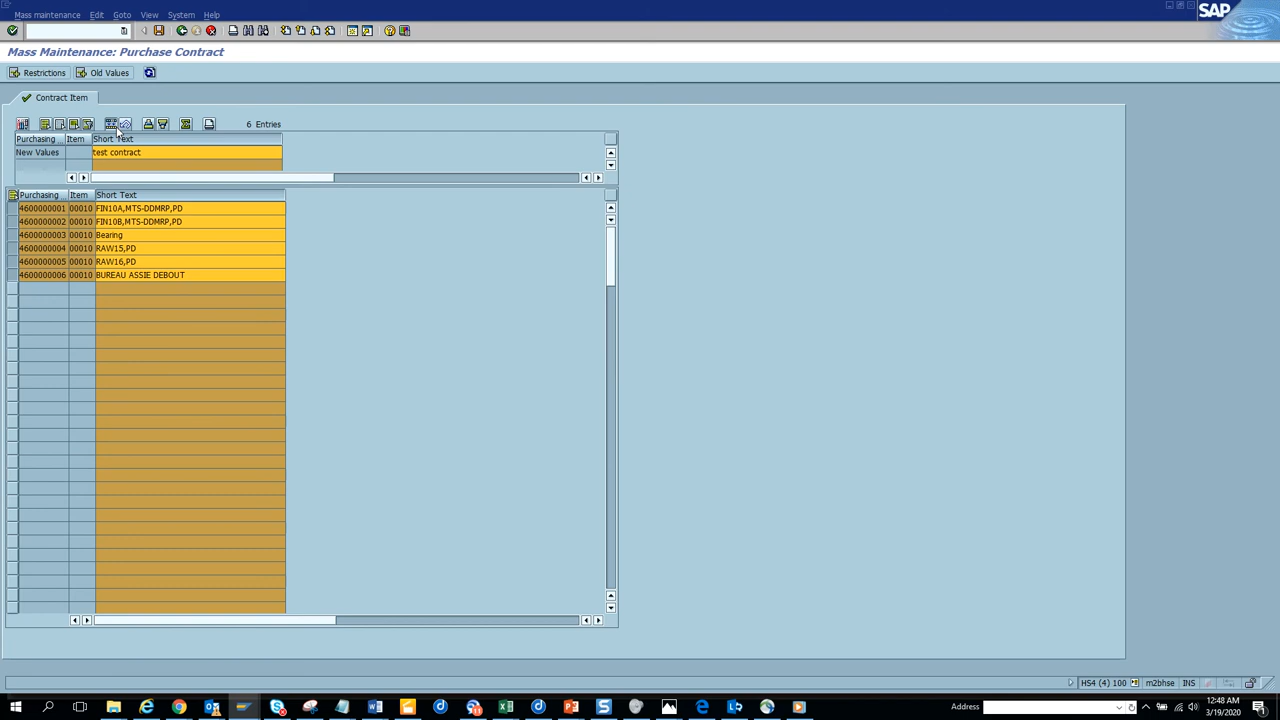 Mass maintenance Edit Goto View System Help
SAP
Mass Maintenance: Purchase Contract
Restrictions Old Values
Contract Item
6 Entries
Purchasing ... Item Short Text
New Values test contract
Purchasing ... Item Short Text
4600000001 00010 FIN10A,MTS-DDMRP,PD
4600000002 00010 FIN10B,MTS-DDMRP,PD
4600000003 00010 Bearing
4600000004 00010 RAW15,PD
4600000005 00010 RAW16,PD
4600000006 00010 BUREAU ASSIE DEBOUT
HS4 (4) 100 m2bhse INS
Address
12:48 AM
3/19/2020